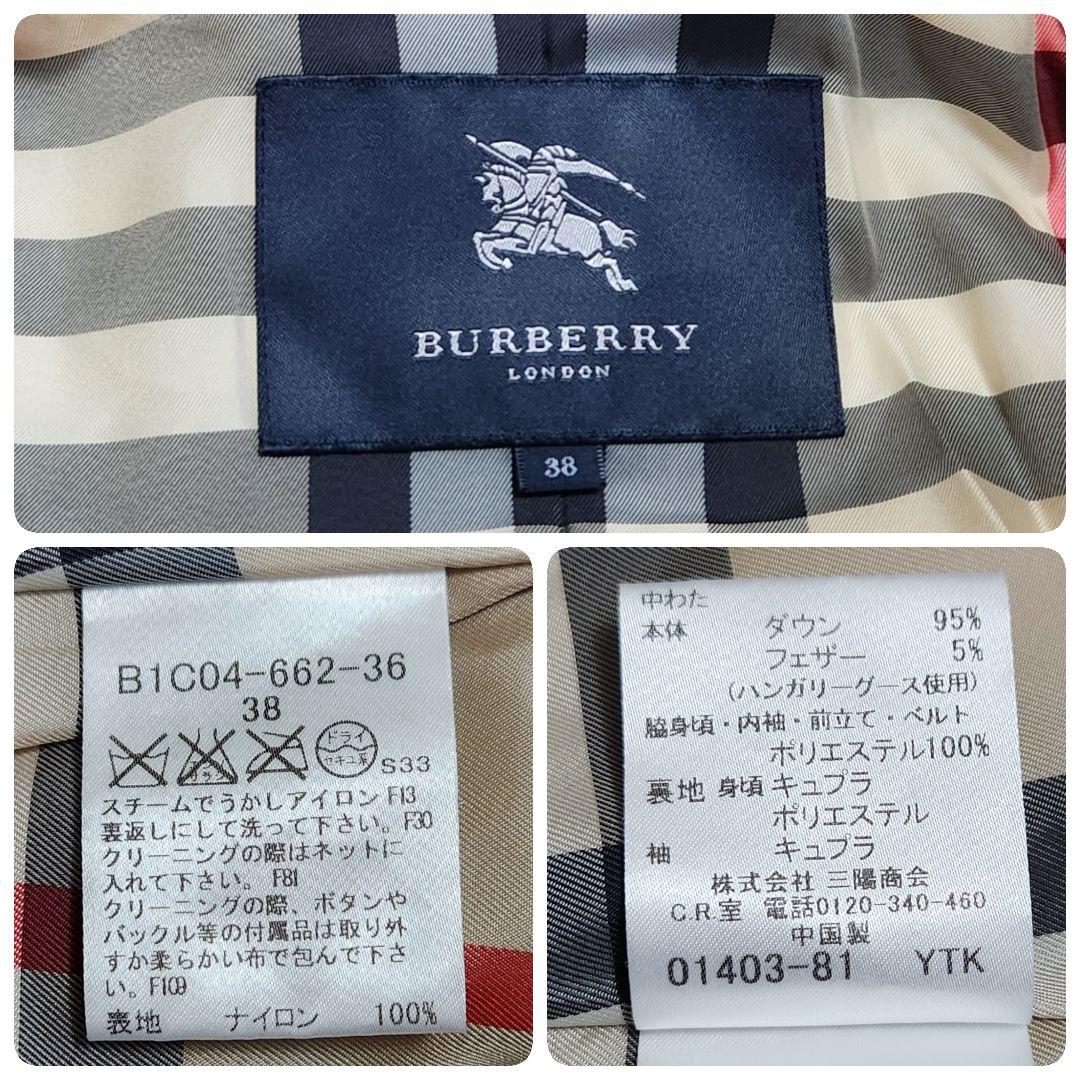 BURBERRY
LONDON
38
B1C04-662-36
38
ドライ
セキユ系
S33
スチームでうかしアイロン F13
裏返しにして洗って下さい。F30
クリーニングの際はネットに
入れて下さい。 F81
クリーニングの際、ボタンや
バックル等の付属品は取り外
すか柔らかい布で包んで下さ
い。F109
表地 ナイロン 100%
中わた
本体 ダウン 95%
フェザー 5%
(ハンガリーグース使用)
脇身頃・内袖・前立て・ベルト
ポリエステル100%
裏地 身頃 キュプラ
ポリエステル
袖 キュプラ
株式会社 三陽商会
C.R.室 電話0120-340-460
中国製
01403-81 YTK